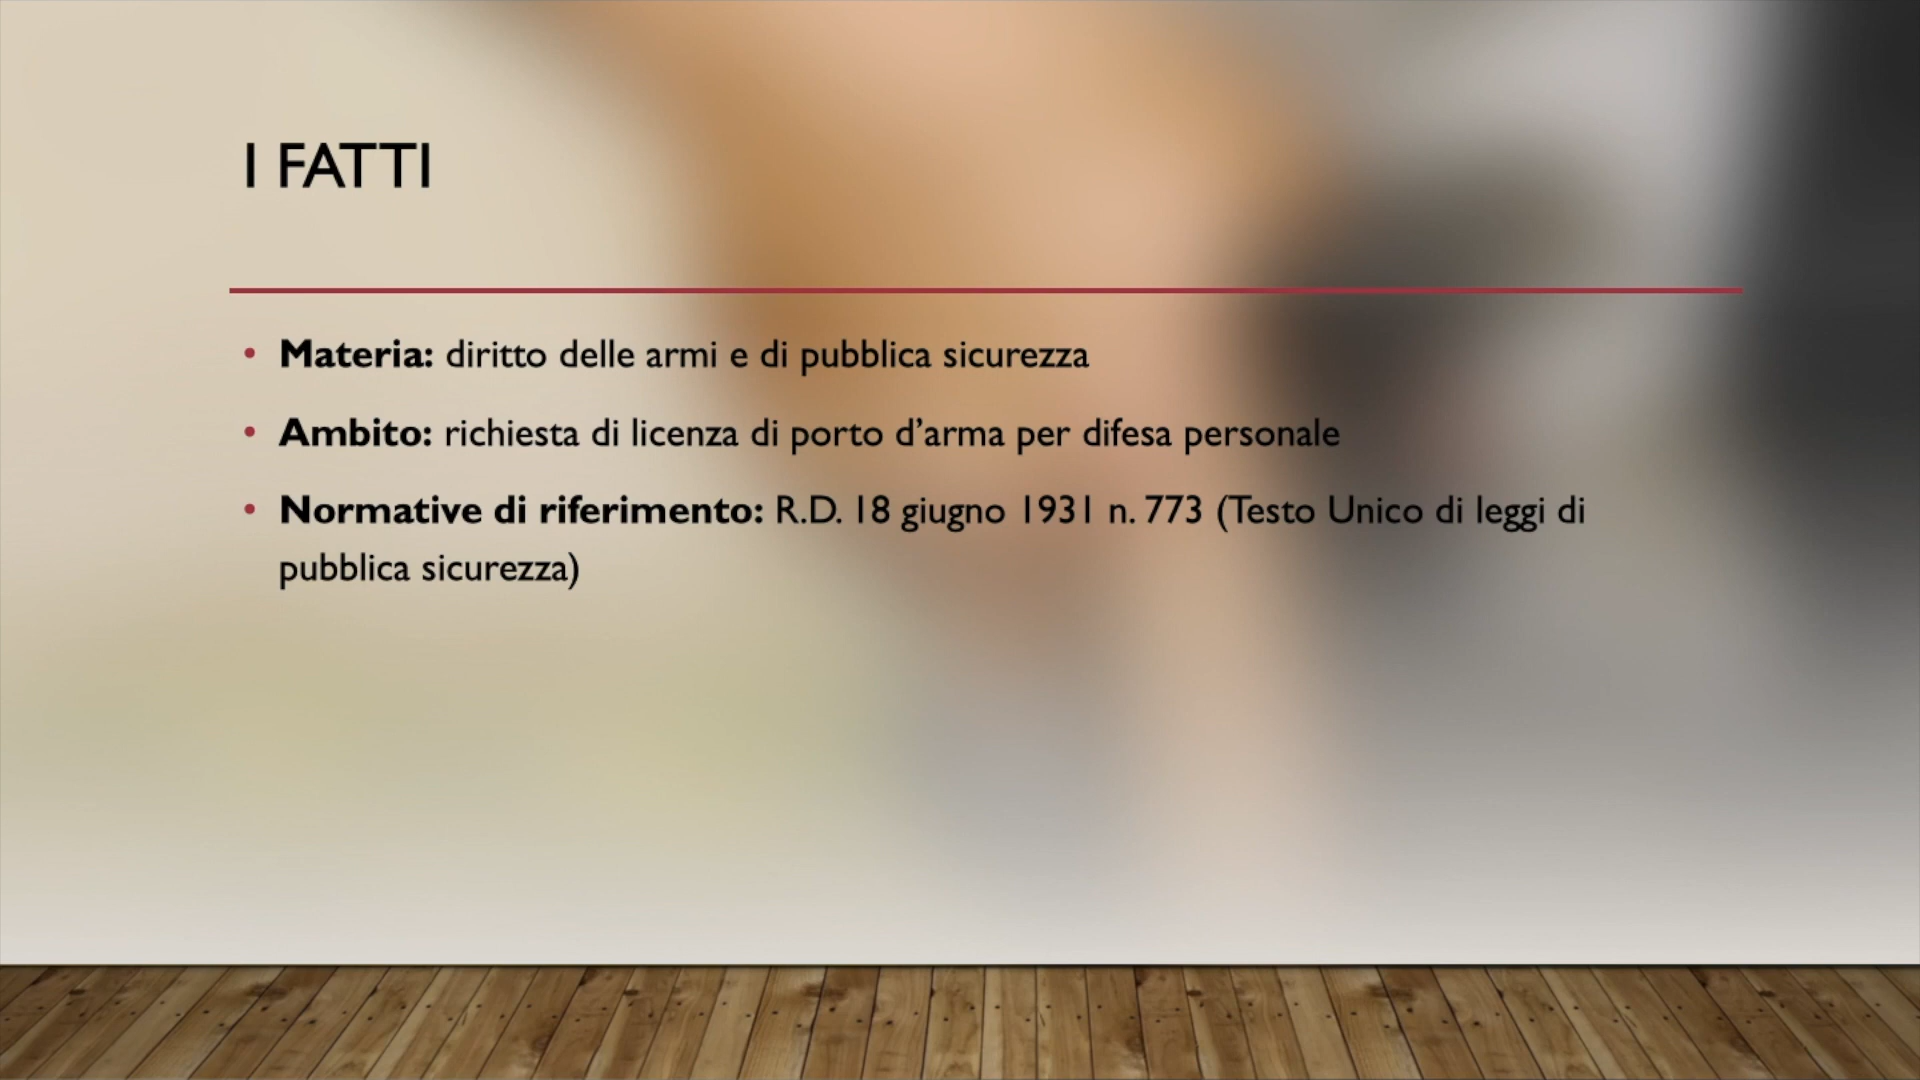 I FATTI
• Materia: diritto delle armi e di pubblica sicurezza
• Ambito: richiesta di licenza di porto d’arma per difesa personale
• Normative di riferimento: R.D. 18 giugno 1931 n. 773 (Testo Unico di leggi di
pubblica sicurezza)